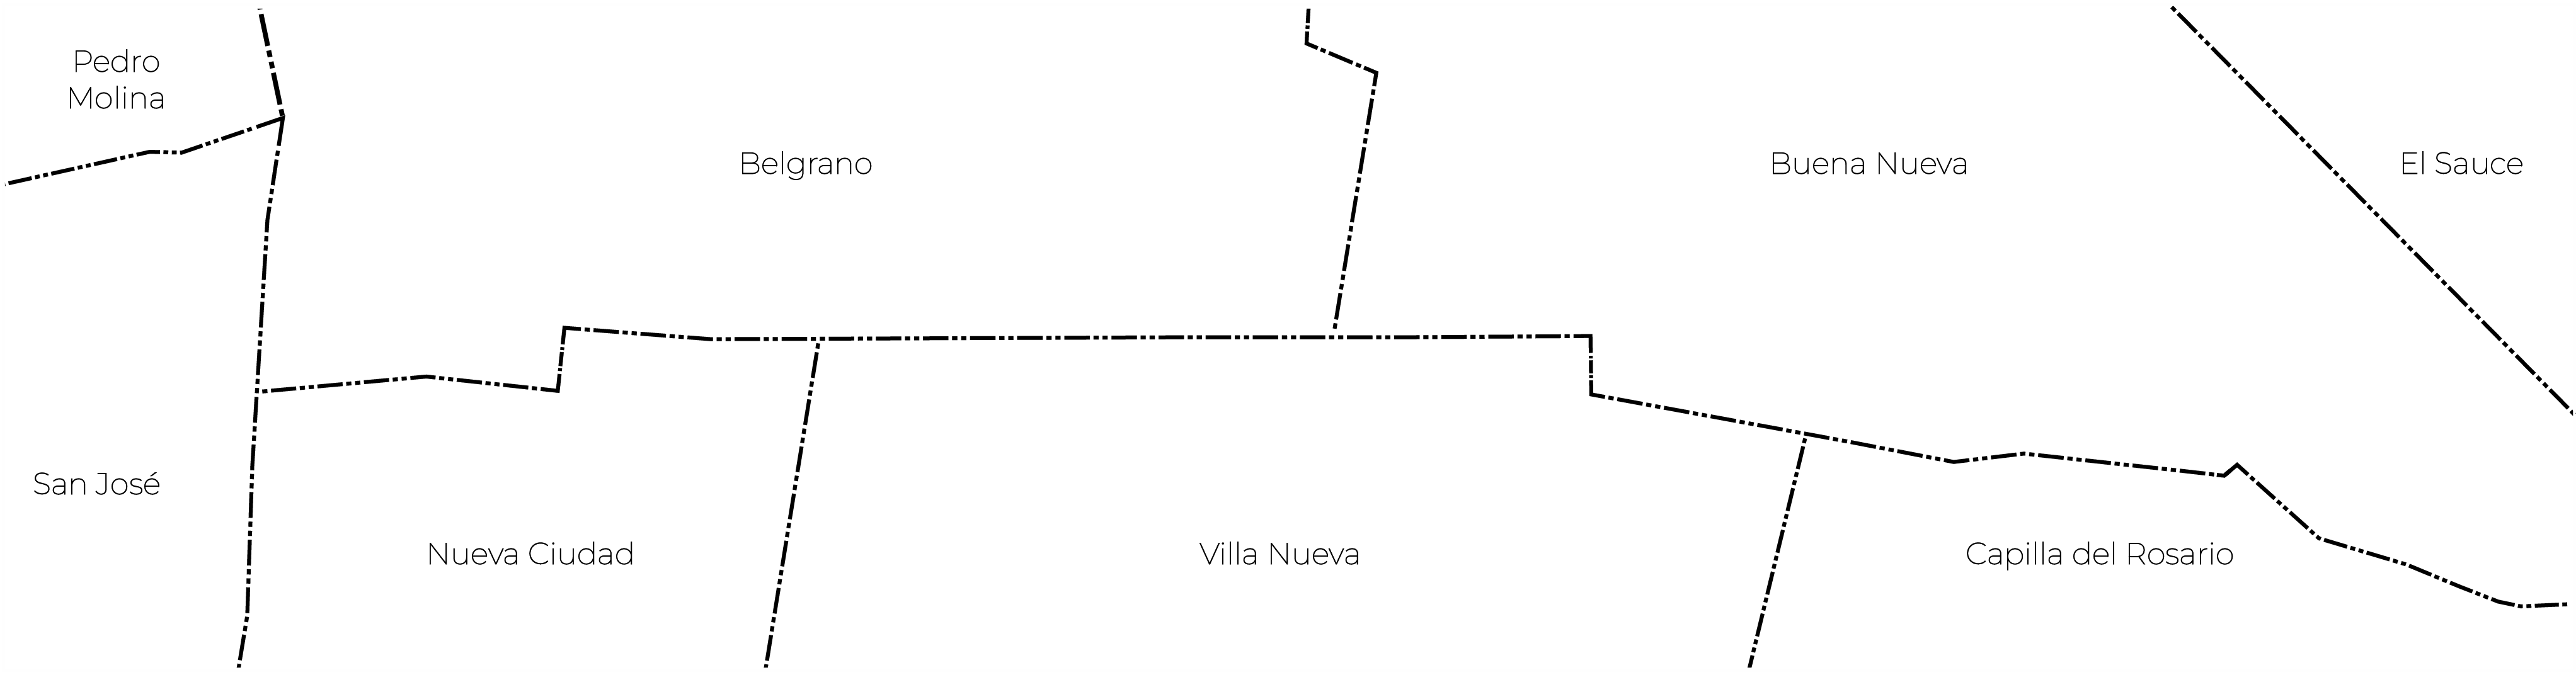 Pedro
Molina
Belgrano
Buena Nueva
El Sauce
San José
Nueva Ciudad
Villa Nueva
Capilla del Rosario